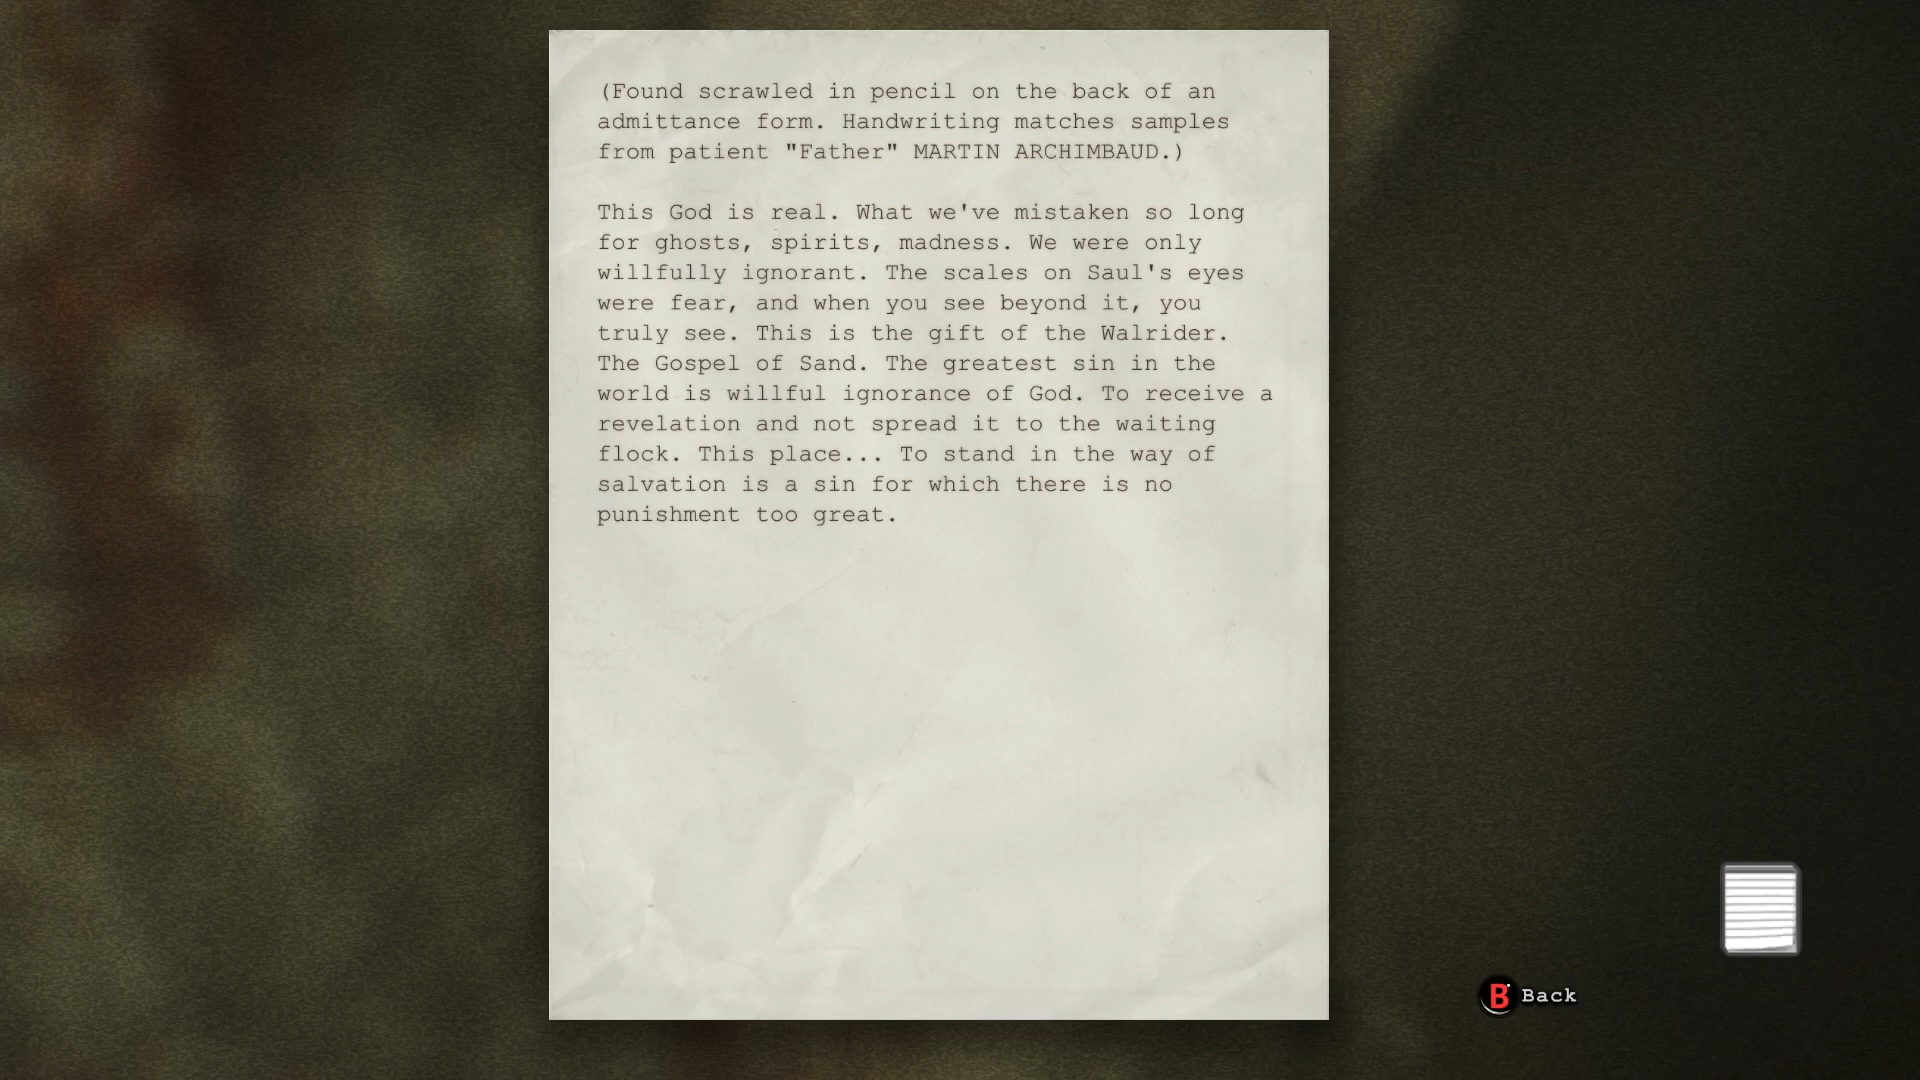 (Found scrawled in pencil on the back of an
admittance form. Handwriting matches samples
from patient "Father" MARTIN ARCHIMBAUD.)
This God is real. What we've mistaken so long
for ghosts, spirits, madness. We were only
willfully ignorant. The scales on Saul's eyes
were fear, and when you see beyond it, you
truly see. This is the gift of the Walrider.
The Gospel of Sand. The greatest sin in the
world is willful ignorance of God. To receive a
revelation and not spread it to the waiting
flock. This place... To stand in the way of
salvation is a sin for which there is no
punishment too great.
B Back